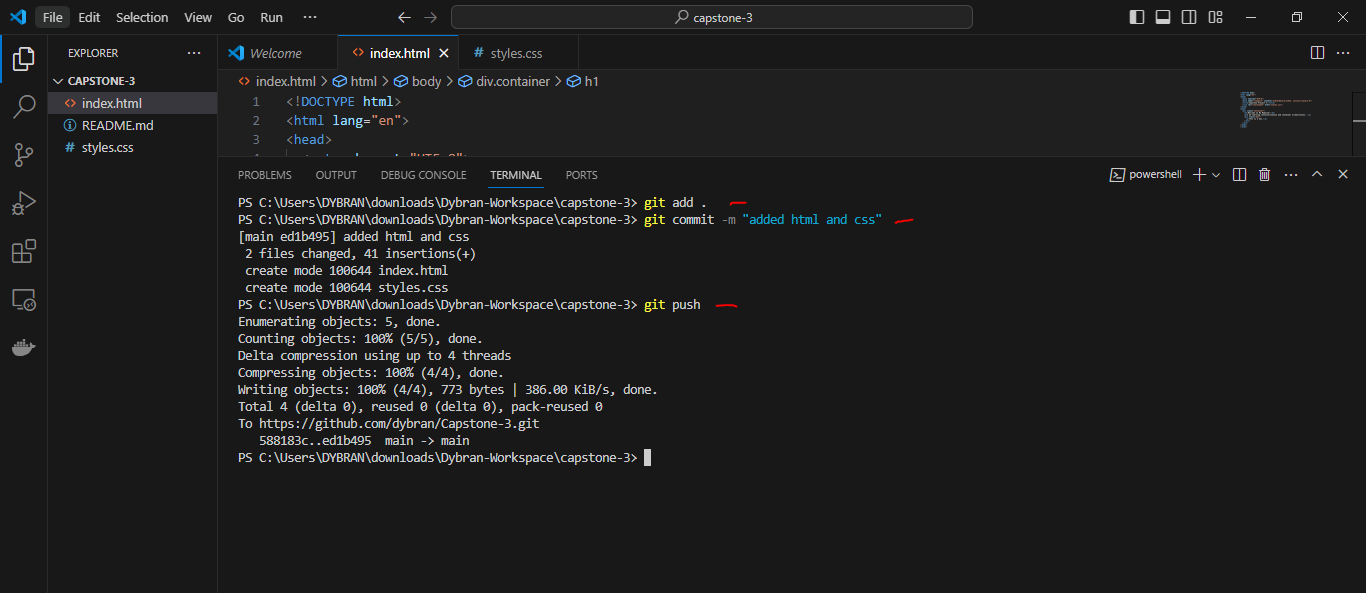 File Edit Selection View Go Run ··· capstone-3
EXPLORER ···
CAPSTONE-3
index.html
README.md
styles.css
Welcome index.html styles.css
index.html > html > body > div.container > h1
1 <!DOCTYPE html>
2 <html lang="en">
3 <head>
PROBLEMS OUTPUT DEBUG CONSOLE TERMINAL PORTS powershell
PS C:\Users\DYBRAN\downloads\Dybran-Workspace\capstone-3> git add .
PS C:\Users\DYBRAN\downloads\Dybran-Workspace\capstone-3> git commit -m "added html and css"
[main ed1b495] added html and css
2 files changed, 41 insertions(+)
create mode 100644 index.html
create mode 100644 styles.css
PS C:\Users\DYBRAN\downloads\Dybran-Workspace\capstone-3> git push
Enumerating objects: 5, done.
Counting objects: 100% (5/5), done.
Delta compression using up to 4 threads
Compressing objects: 100% (4/4), done.
Writing objects: 100% (4/4), 773 bytes | 386.00 KiB/s, done.
Total 4 (delta 0), reused 0 (delta 0), pack-reused 0
To https://github.com/dybran/Capstone-3.git
588183c..ed1b495 main -> main
PS C:\Users\DYBRAN\downloads\Dybran-Workspace\capstone-3>